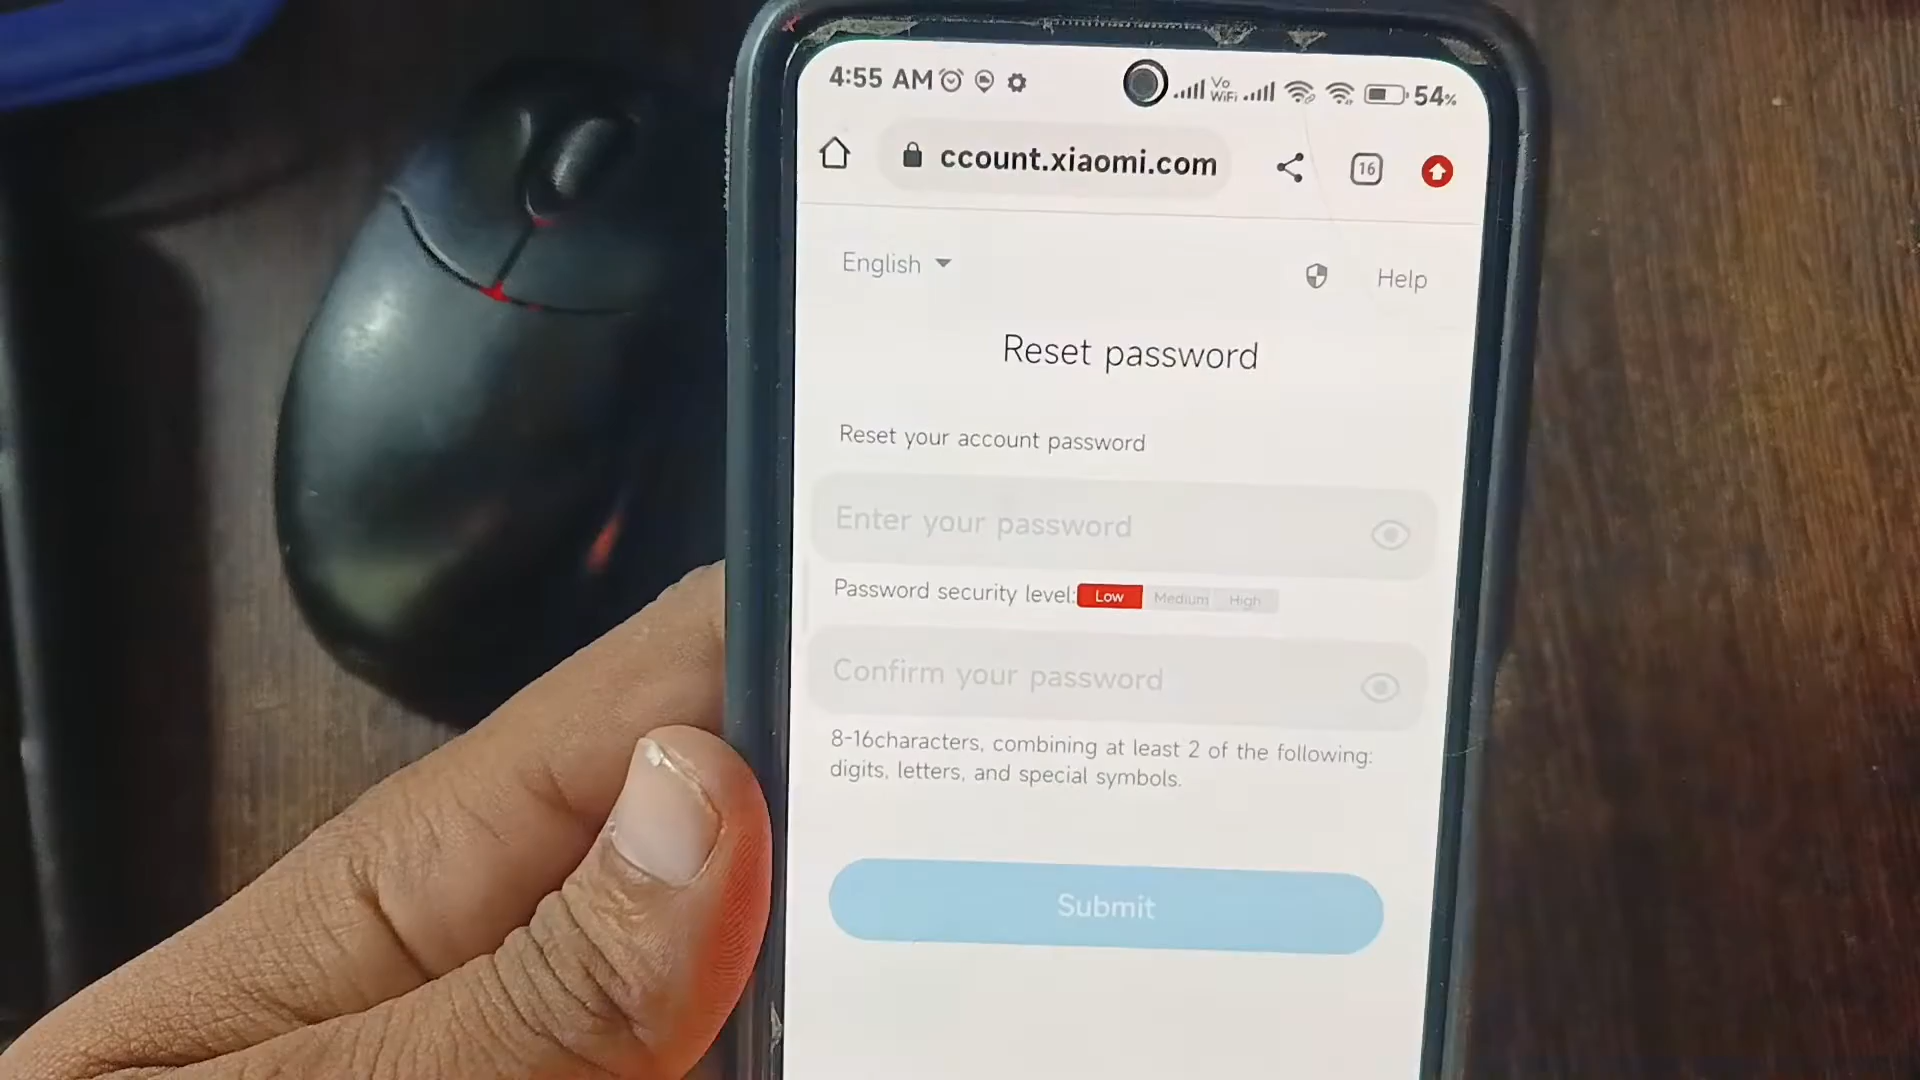 4:55 AM Vo WiFi 54%
ccount.xiaomi.com 16
English Help
Reset password
Reset your account password
Enter your password
Password security level: Low Medium High
Confirm your password
8-16characters, combining at least 2 of the following:
digits, letters, and special symbols.
Submit